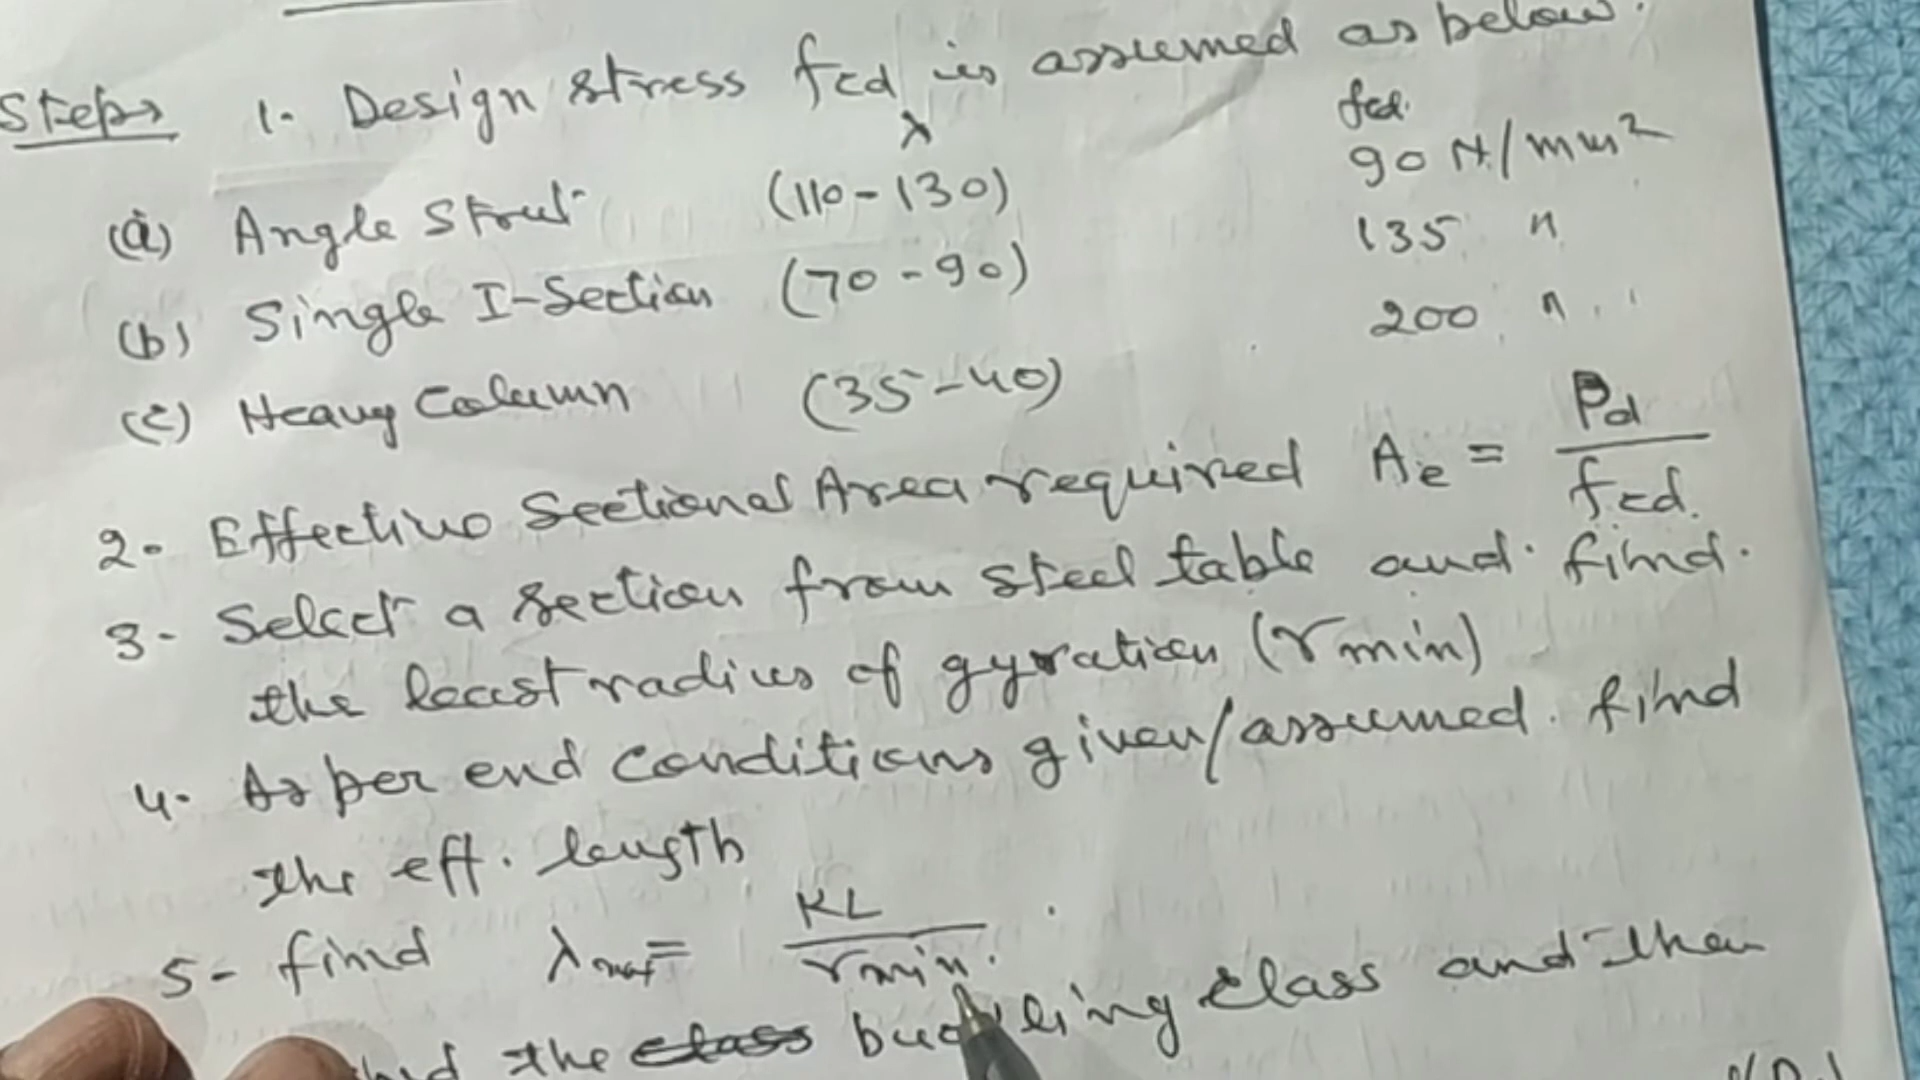 Steps 1. Design stress fcd is assumed as below.
λ fcd.
(a) Angle Strut (110-130) 90 N/mm²
(b) Single I-Section (70-90) 135 "
(c) Heavy Column (35-40) 200 "
2. Effective Sectional Area required Ae = Pd / fcd.
3- Select a section from steel table and find.
the least radius of gyration (rmin)
4. As per end conditions given/assumed. find
the eff. length
5- find λmax = KL / rmin.
the buckling class and then